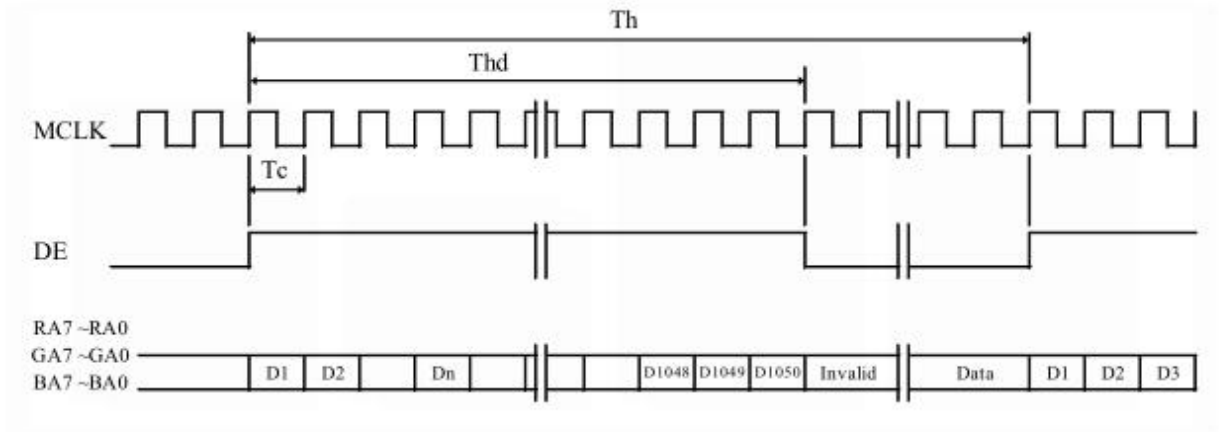 Th
Thd
MCLK
Tc
DE
RA7 ~RA0
GA7 ~GA0
BA7 ~BA0
D1 D2 Dn D1048 D1049 D1050 Invalid Data D1 D2 D3